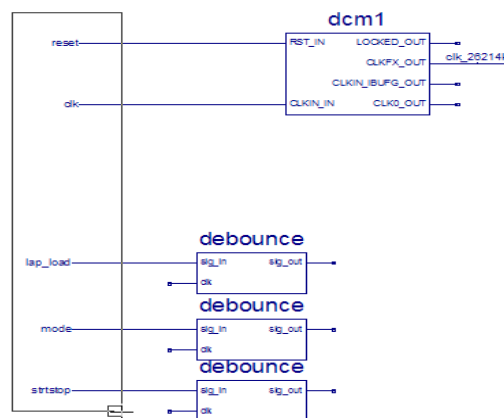 dcm1
reset RST_IN LOCKED_OUT
CLKFX_OUT clk_26214k
CLKIN_IBUFG_OUT
clk CLKIN_IN CLK0_OUT
debounce
lap_load sig_in sig_out
clk
debounce
mode sig_in sig_out
clk
debounce
strtstop sig_in sig_out
clk